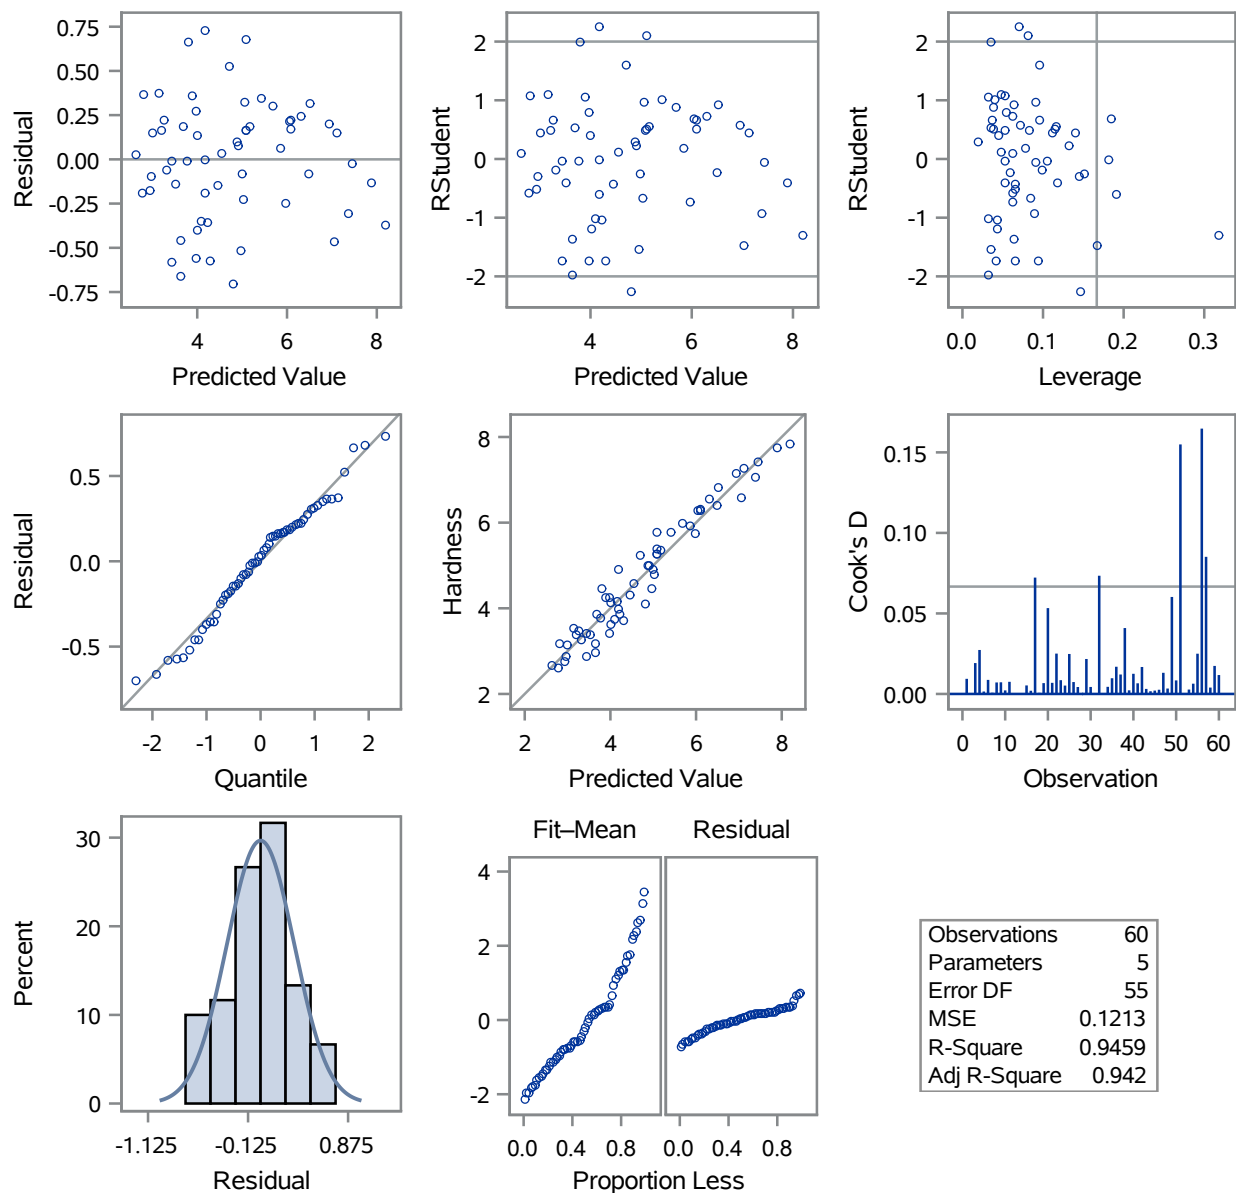 0.75
0.50
0.25
0.00
-0.25
-0.50
-0.75
Residual
4 6 8
Predicted Value
2
1
0
-1
-2
RStudent
4 6 8
Predicted Value
2
1
0
-1
-2
RStudent
0.0 0.1 0.2 0.3
Leverage
0.5
0.0
-0.5
Residual
-2 -1 0 1 2
Quantile
8
6
4
2
Hardness
2 4 6 8
Predicted Value
0.15
0.10
0.05
0.00
Cook's D
0 10 20 30 40 50 60
Observation
30
20
10
0
Percent
-1.125 -0.125 0.875
Residual
Fit–Mean Residual
4
2
0
-2
0.0 0.4 0.8 0.0 0.4 0.8
Proportion Less
Observations 60
Parameters 5
Error DF 55
MSE 0.1213
R-Square 0.9459
Adj R-Square 0.942